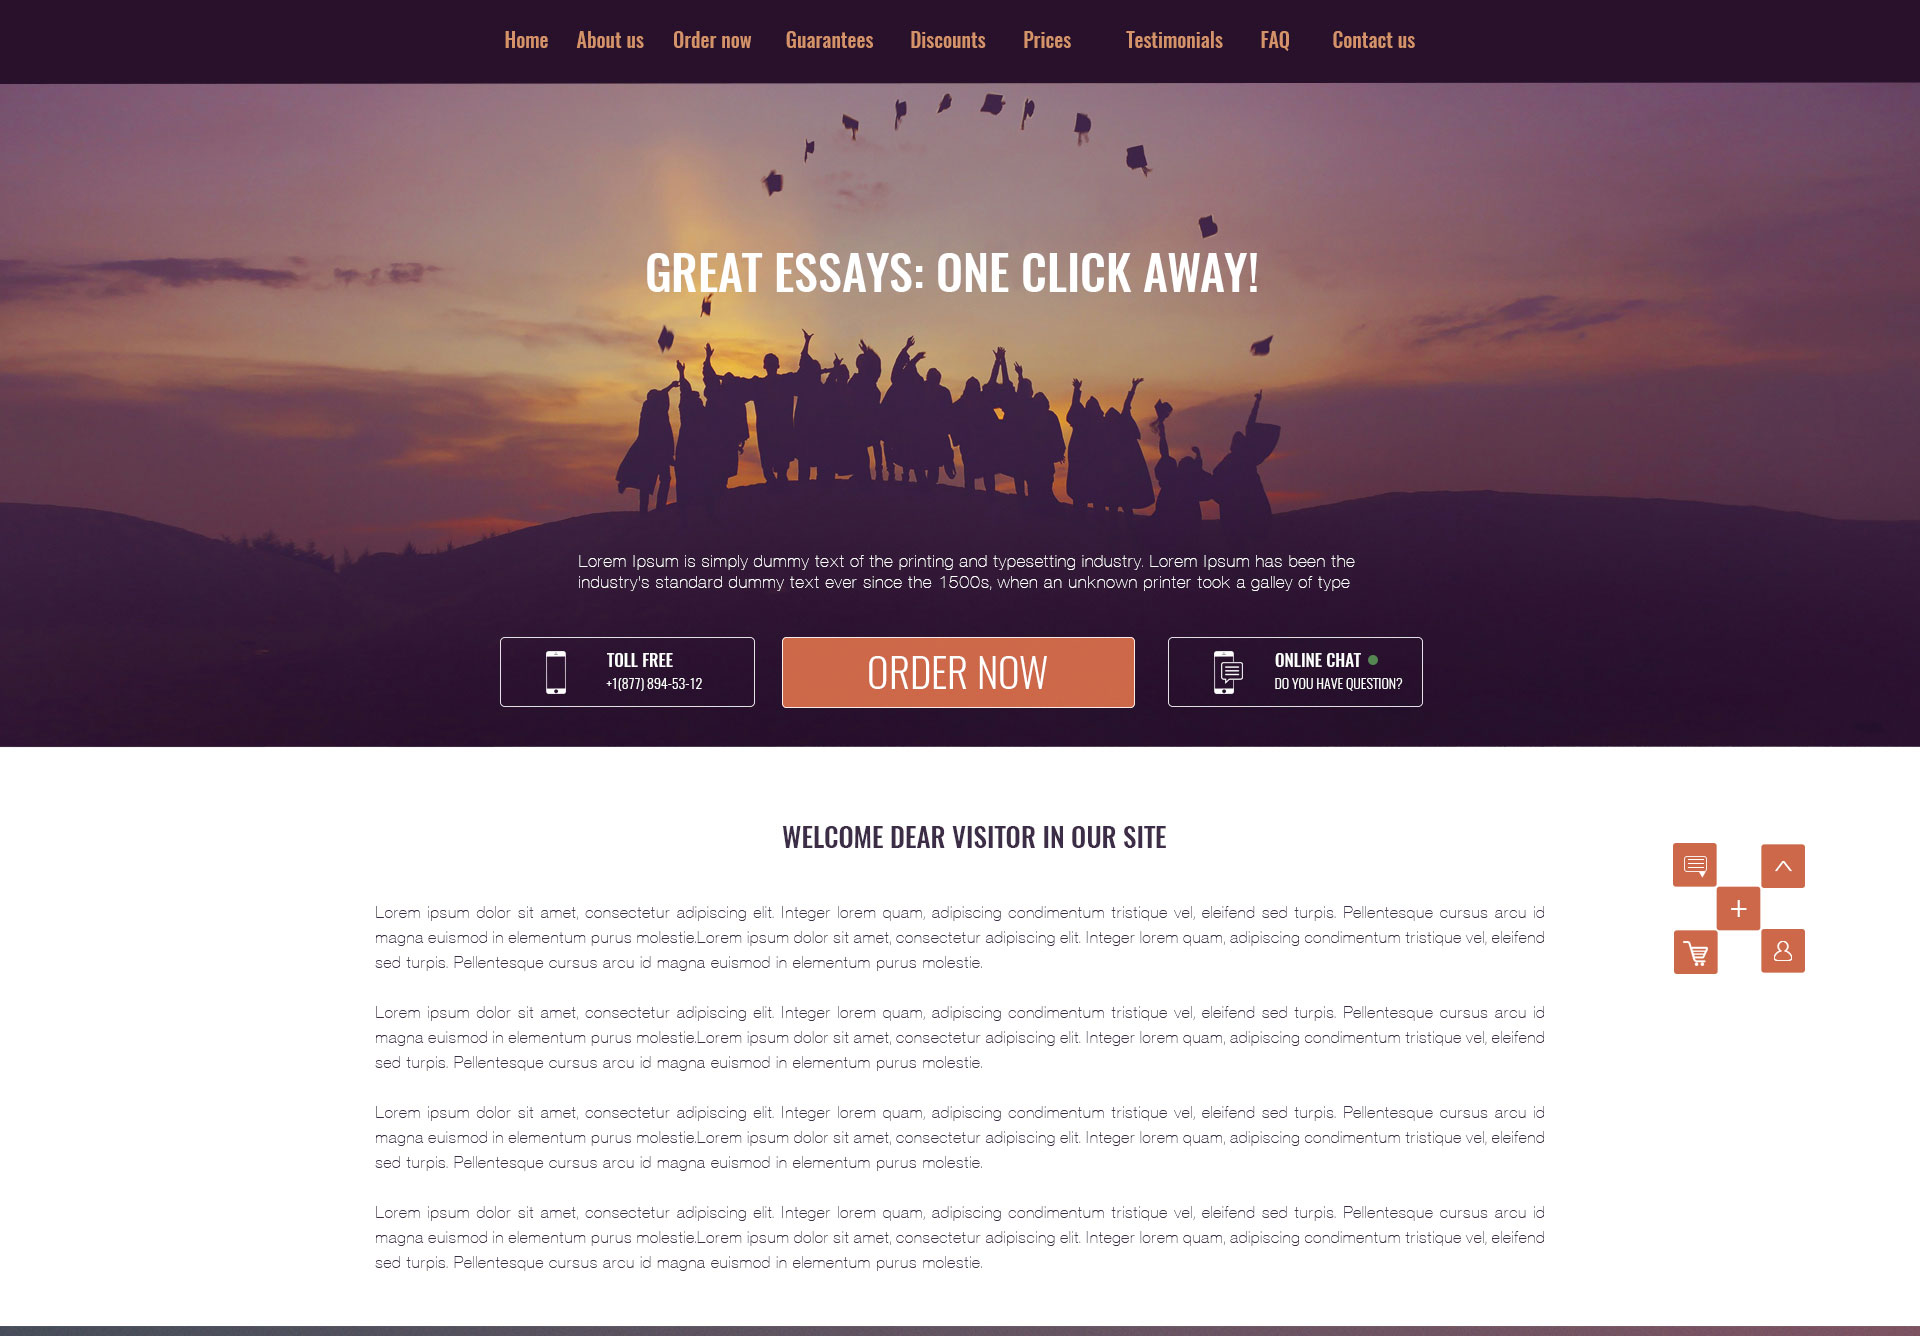 Home About us Order now Guarantees Discounts Prices Testimonials FAQ Contact us
GREAT ESSAYS: ONE CLICK AWAY!
Lorem Ipsum is simply dummy text of the printing and typesetting industry. Lorem Ipsum has been the
industry's standard dummy text ever since the 1500s, when an unknown printer took a galley of type
TOLL FREE
+1(877) 894-53-12
ORDER NOW
ONLINE CHAT
DO YOU HAVE QUESTION?
WELCOME DEAR VISITOR IN OUR SITE
Lorem ipsum dolor sit amet, consectetur adipiscing elit. Integer lorem quam, adipiscing condimentum tristique vel, eleifend sed turpis. Pellentesque cursus arcu id
magna euismod in elementum purus molestie.Lorem ipsum dolor sit amet, consectetur adipiscing elit. Integer lorem quam, adipiscing condimentum tristique vel, eleifend
sed turpis. Pellentesque cursus arcu id magna euismod in elementum purus molestie.
Lorem ipsum dolor sit amet, consectetur adipiscing elit. Integer lorem quam, adipiscing condimentum tristique vel, eleifend sed turpis. Pellentesque cursus arcu id
magna euismod in elementum purus molestie.Lorem ipsum dolor sit amet, consectetur adipiscing elit. Integer lorem quam, adipiscing condimentum tristique vel, eleifend
sed turpis. Pellentesque cursus arcu id magna euismod in elementum purus molestie.
Lorem ipsum dolor sit amet, consectetur adipiscing elit. Integer lorem quam, adipiscing condimentum tristique vel, eleifend sed turpis. Pellentesque cursus arcu id
magna euismod in elementum purus molestie.Lorem ipsum dolor sit amet, consectetur adipiscing elit. Integer lorem quam, adipiscing condimentum tristique vel, eleifend
sed turpis. Pellentesque cursus arcu id magna euismod in elementum purus molestie.
Lorem ipsum dolor sit amet, consectetur adipiscing elit. Integer lorem quam, adipiscing condimentum tristique vel, eleifend sed turpis. Pellentesque cursus arcu id
magna euismod in elementum purus molestie.Lorem ipsum dolor sit amet, consectetur adipiscing elit. Integer lorem quam, adipiscing condimentum tristique vel, eleifend
sed turpis. Pellentesque cursus arcu id magna euismod in elementum purus molestie.